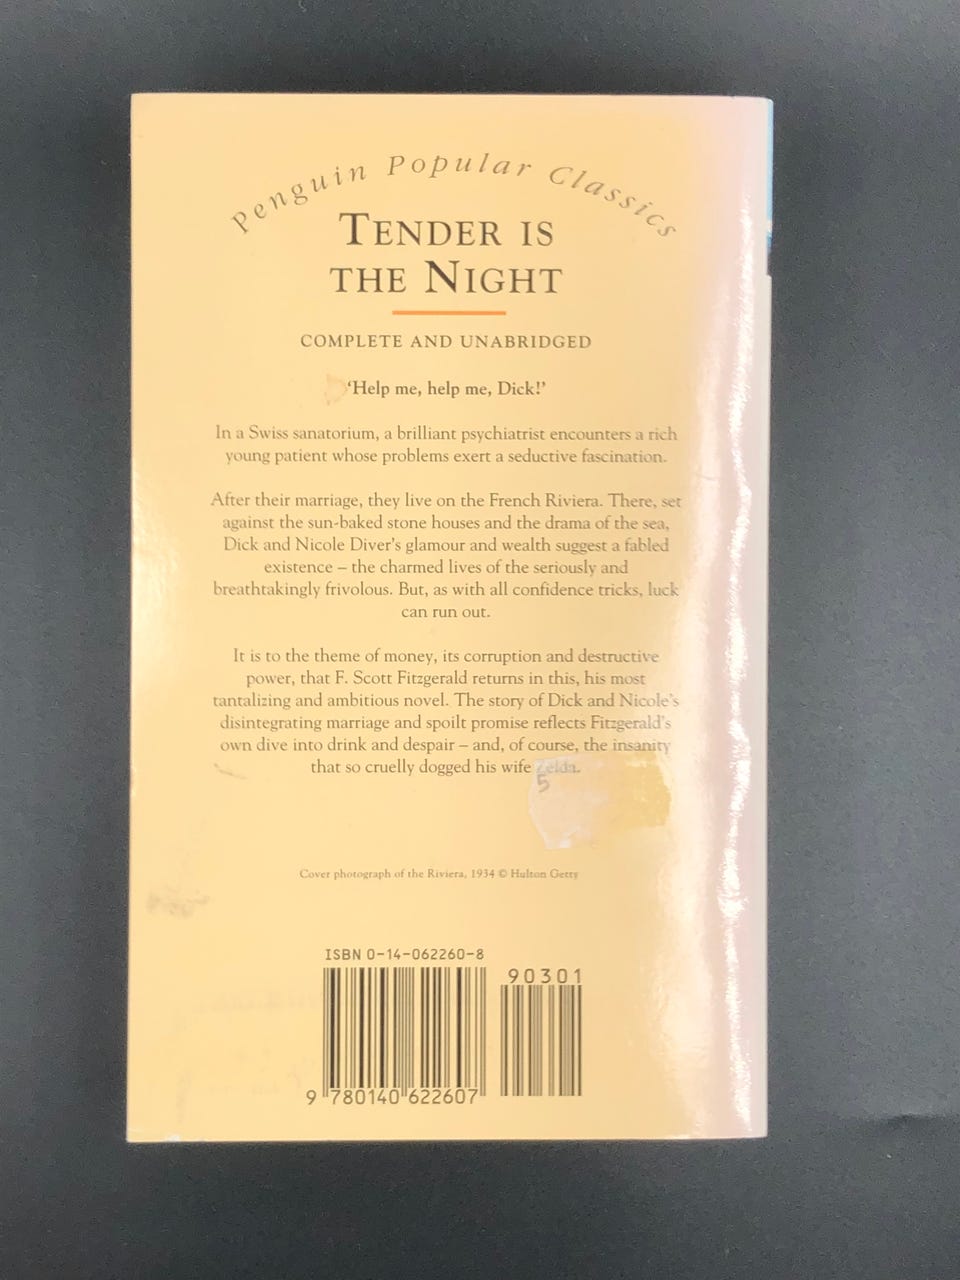 Penguin Popular Classics
TENDER IS
THE NIGHT
COMPLETE AND UNABRIDGED
‘Help me, help me, Dick!’
In a Swiss sanatorium, a brilliant psychiatrist encounters a rich
young patient whose problems exert a seductive fascination.
After their marriage, they live on the French Riviera. There, set
against the sun-baked stone houses and the drama of the sea,
Dick and Nicole Diver’s glamour and wealth suggest a fabled
existence – the charmed lives of the seriously and
breathtakingly frivolous. But, as with all confidence tricks, luck
can run out.
It is to the theme of money, its corruption and destructive
power, that F. Scott Fitzgerald returns in this, his most
tantalizing and ambitious novel. The story of Dick and Nicole’s
disintegrating marriage and spoilt promise reflects Fitzgerald’s
own dive into drink and despair – and, of course, the insanity
that so cruelly dogged his wife Zelda.
5
Cover photograph of the Riviera, 1934 © Hulton Getty
ISBN 0-14-062260-8
90301
9 780140 622607